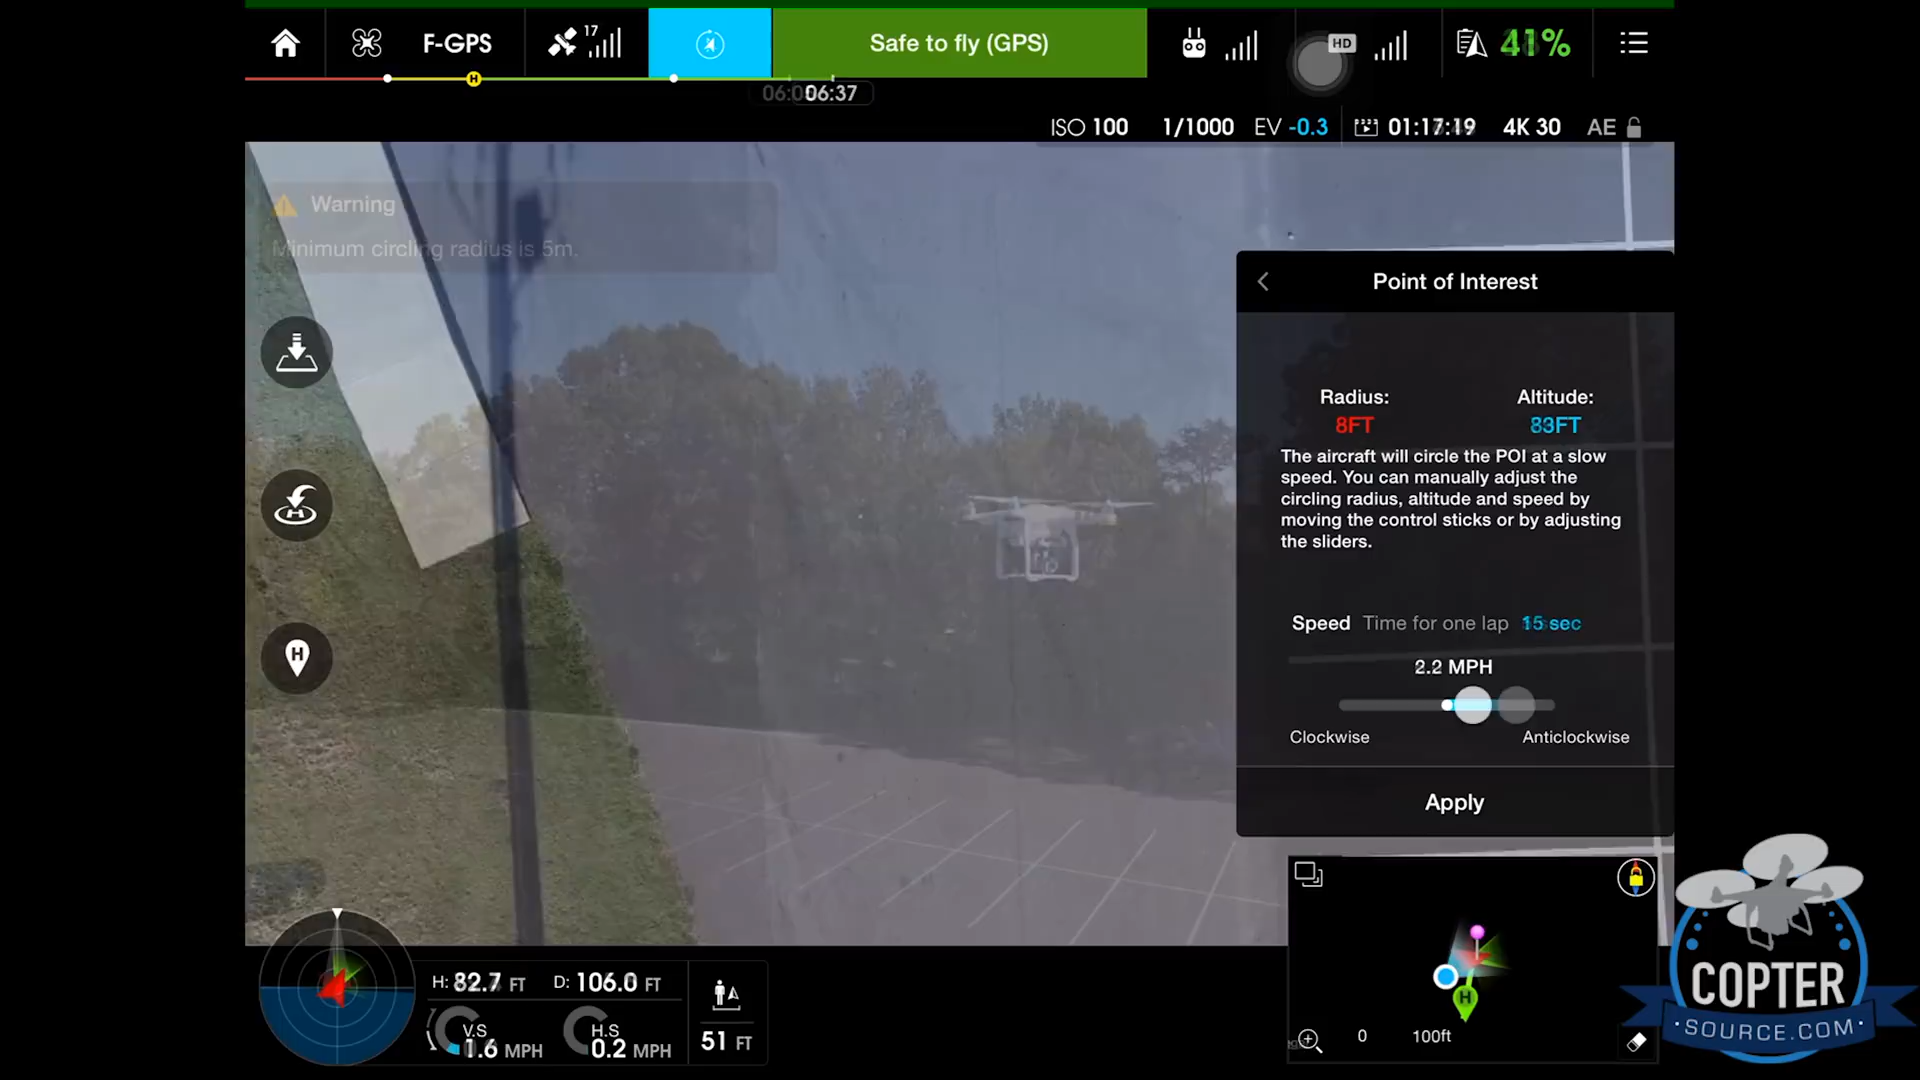 F-GPS
17
Safe to fly (GPS)
HD
41%
06:37
ISO 100
1/1000
EV -0.3
01:17:19
4K 30
AE
Warning
Minimum circling radius is 5m.
Point of Interest
Radius:
Altitude:
8FT
83FT
The aircraft will circle the POI at a slow
speed. You can manually adjust the
circling radius, altitude and speed by
moving the control sticks or by adjusting
the sliders.
Speed Time for one lap 15 sec
2.2 MPH
Clockwise
Anticlockwise
Apply
H
H: 82.7 FT
D: 106.0 FT
V.S
1.6 MPH
H.S
0.2 MPH
51 FT
H
0
100ft
COPTER
SOURCE.COM